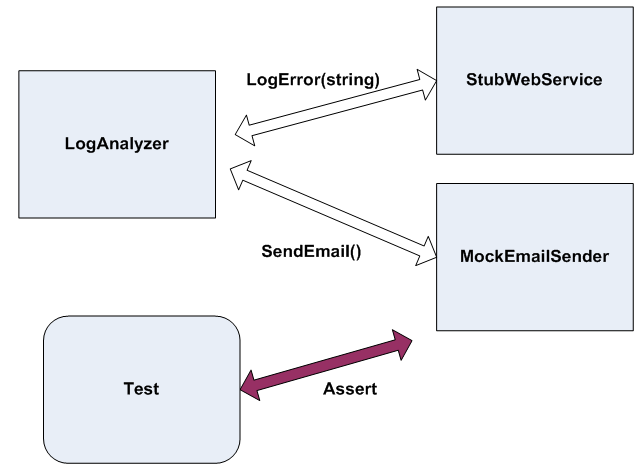 LogError(string)
StubWebService
LogAnalyzer
SendEmail()
MockEmailSender
Test
Assert